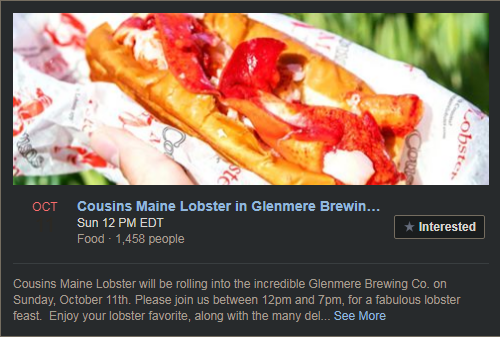 Lobster
OCT
Cousins Maine Lobster in Glenmere Brewin...
Sun 12 PM EDT
Food · 1,458 people
★ Interested
Cousins Maine Lobster will be rolling into the incredible Glenmere Brewing Co. on
Sunday, October 11th. Please join us between 12pm and 7pm, for a fabulous lobster
feast. Enjoy your lobster favorite, along with the many del... See More